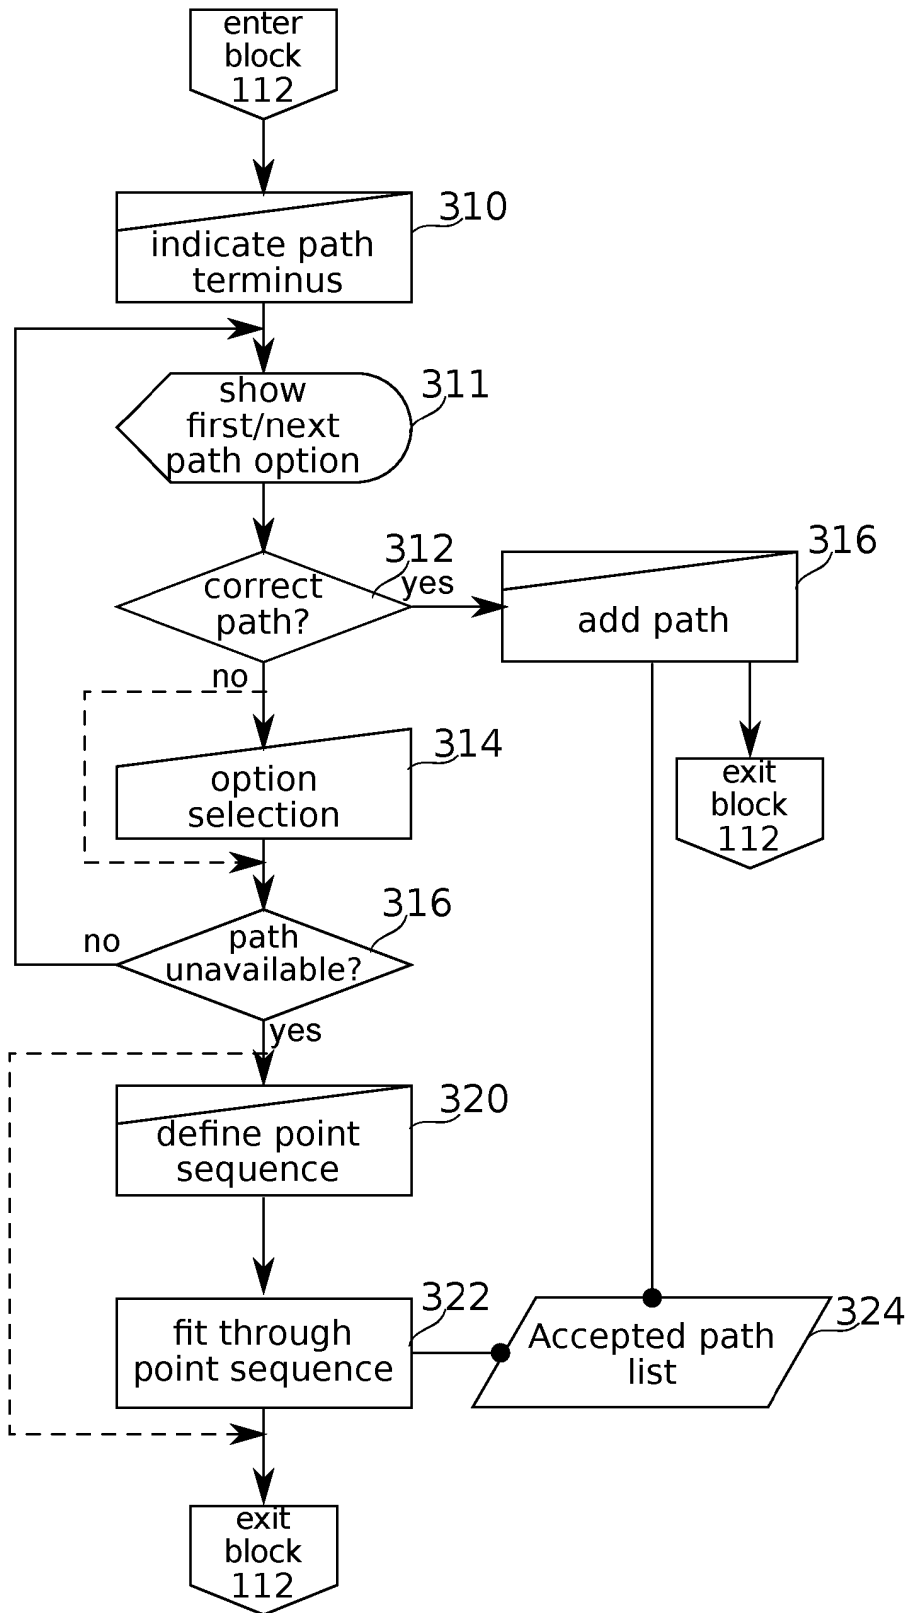 enter
block
112
310
indicate path
terminus
311
show
first/next
path option
312
correct
path?
yes
316
add path
no
314
option
selection
exit
block
112
316
path
unavailable?
no
yes
320
define point
sequence
322
fit through
point sequence
324
Accepted path
list
exit
block
112